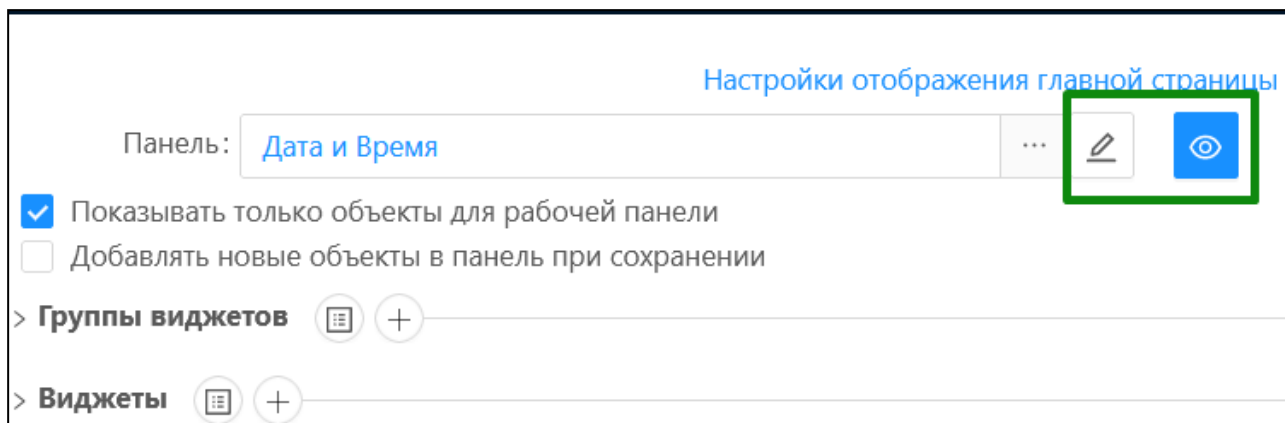 Настройки отображения главной страницы
Панель: Дата и Время ...
Показывать только объекты для рабочей панели
Добавлять новые объекты в панель при сохранении
> Группы виджетов
> Виджеты